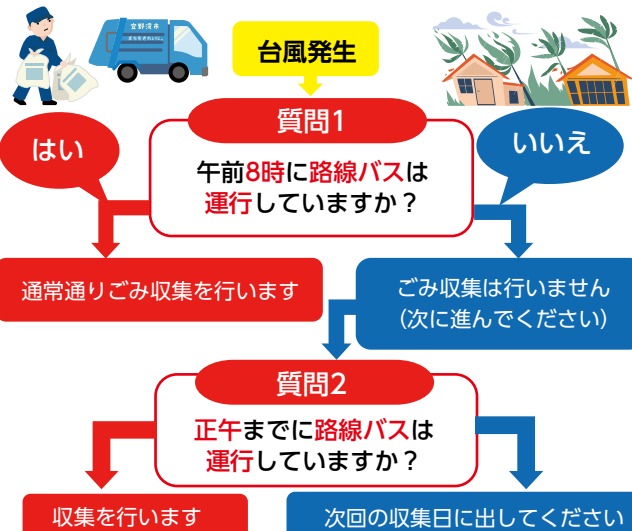 宜野湾市
台風発生
質問1
はい
いいえ
午前8時に路線バスは
運行していますか？
通常通りごみ収集を行います
ごみ収集は行いません
（次に進んでください）
質問2
正午までに路線バスは
運行していますか？
収集を行います
次回の収集日に出してください